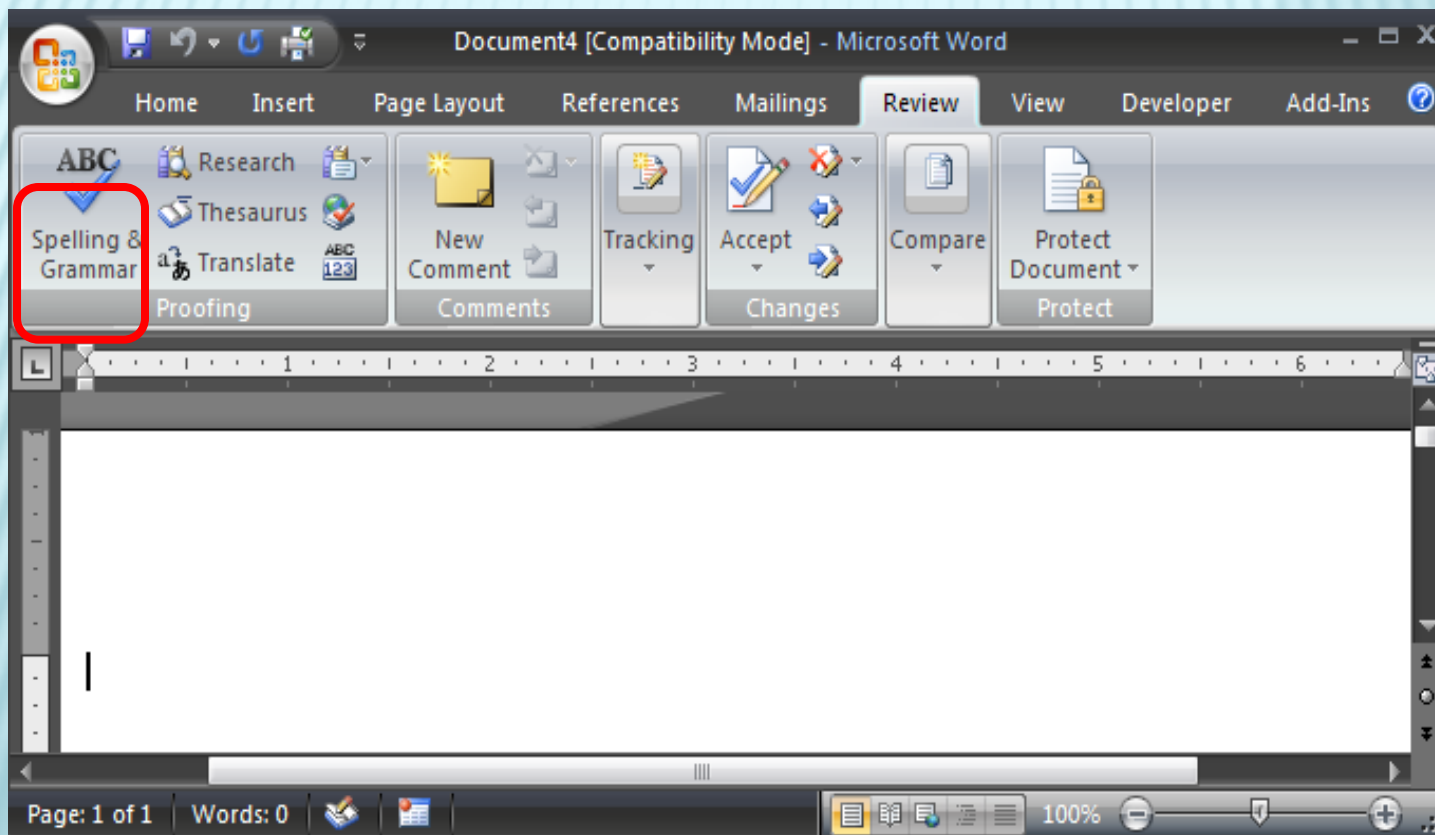 Document4 [Compatibility Mode] - Microsoft Word
Home Insert Page Layout References Mailings Review View Developer Add-Ins
ABC
Spelling &
Grammar
Research
Thesaurus
Translate
ABC
123
Proofing
New
Comment
Comments
Tracking
Accept
Changes
Compare
Protect
Document
Protect
1 2 3 4 5 6
Page: 1 of 1 Words: 0 100%